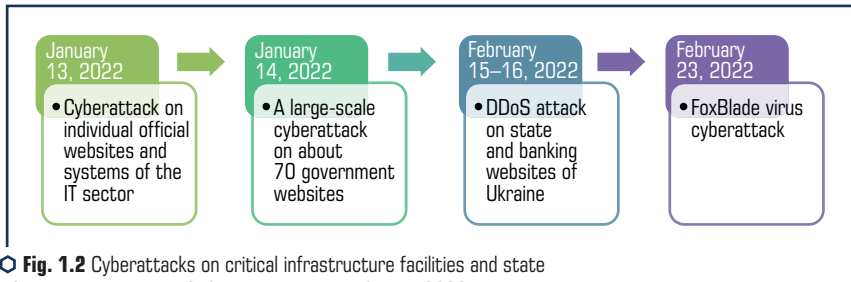 January
13, 2022
• Cyberattack on
individual official
websites and
systems of the
IT sector
January
14, 2022
• A large-scale
cyberattack
on about
70 government
websites
February
15–16, 2022
• DDoS attack
on state
and banking
websites of
Ukraine
February
23, 2022
• FoxBlade virus
cyberattack
Fig. 1.2 Cyberattacks on critical infrastructure facilities and state